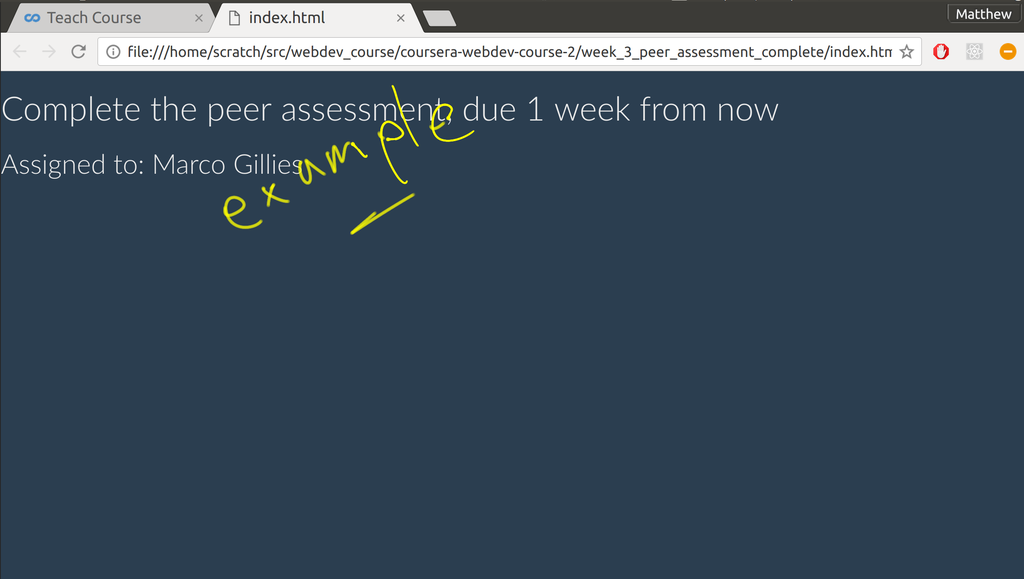 Teach Course
index.html
Matthew
file:///home/scratch/src/webdev_course/coursera-webdev-course-2/week_3_peer_assessment_complete/index.htm
Complete the peer assessment, due 1 week from now
Assigned to: Marco Gillies
example